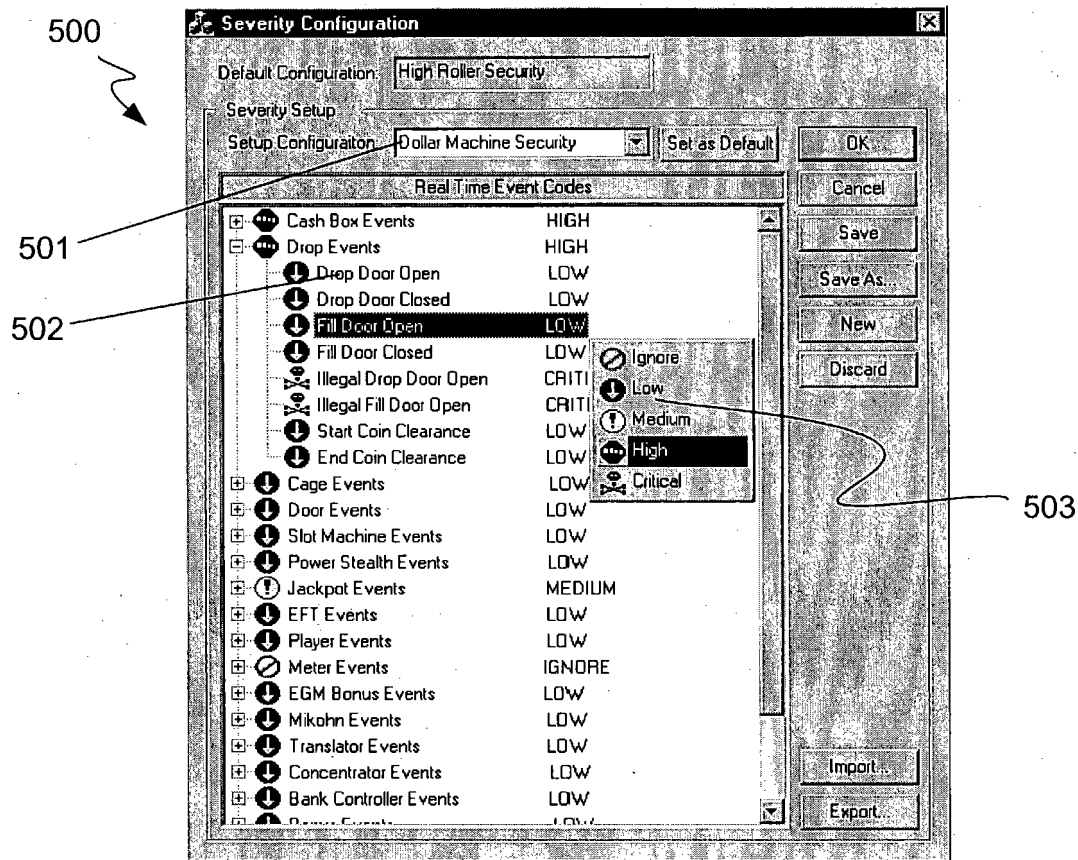 500
Severity Configuration
Default Configuration: High Roller Security
Severity Setup
Setup Configuraiton: Dollar Machine Security Set as Default OK
Real Time Event Codes Cancel
Cash Box Events HIGH
Save
501
Drop Events HIGH
Drop Door Open LOW
Save As...
502
Drop Door Closed LOW
Fill Door Open LOW
New
Fill Door Closed LOW
Ignore
Discard
Illegal Drop Door Open CRITI
Low
Illegal Fill Door Open CRITI
Medium
Start Coin Clearance LOW
High
End Coin Clearance LOW
Critical
Cage Events LOW
503
Door Events LOW
Slot Machine Events LOW
Power Stealth Events LOW
Jackpot Events MEDIUM
EFT Events LOW
Player Events LOW
Meter Events IGNORE
EGM Bonus Events LOW
Mikohn Events LOW
Translator Events LOW
Concentrator Events LOW
Import...
Bank Controller Events LOW
Export...